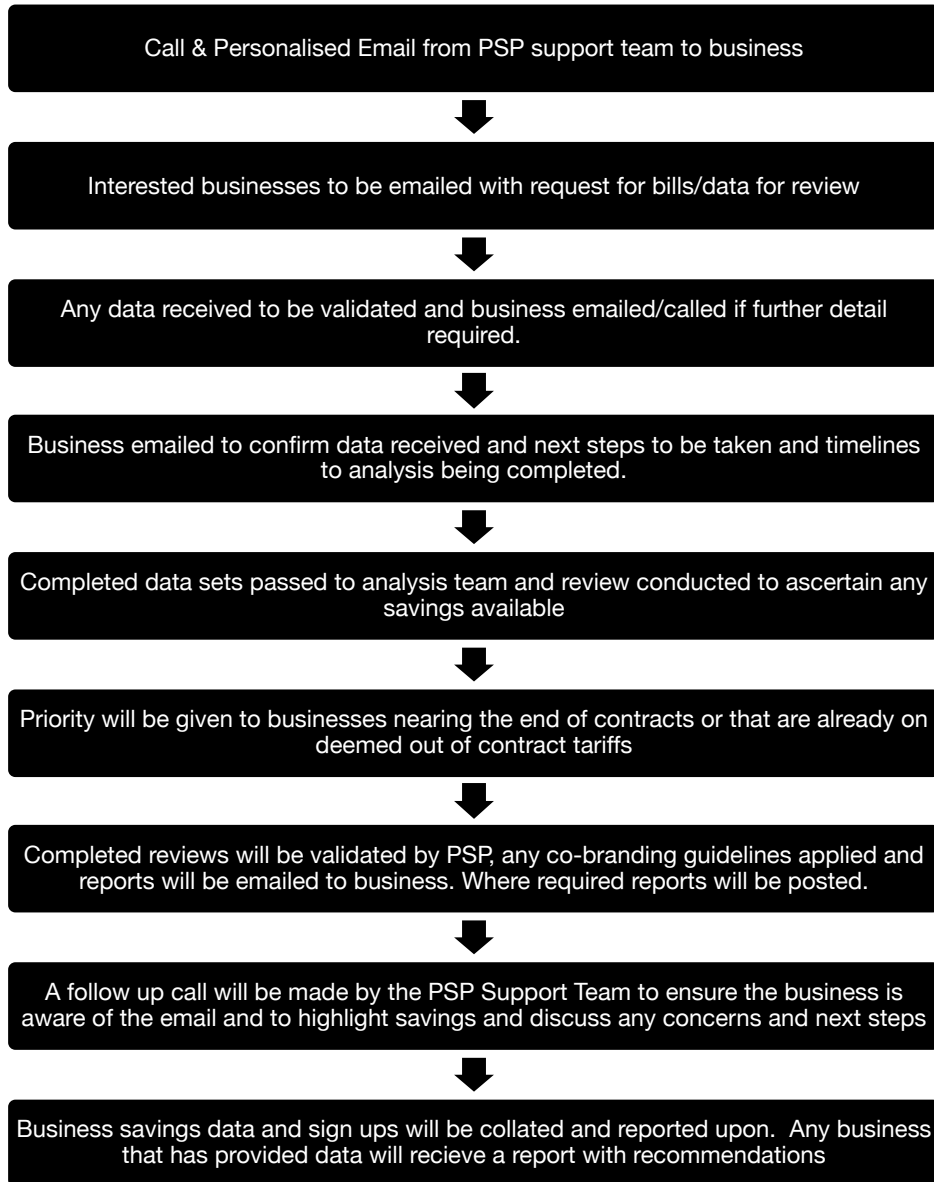 Call & Personalised Email from PSP support team to business
Interested businesses to be emailed with request for bills/data for review
Any data received to be validated and business emailed/called if further detail
required.
Business emailed to confirm data received and next steps to be taken and timelines
to analysis being completed.
Completed data sets passed to analysis team and review conducted to ascertain any
savings available
Priority will be given to businesses nearing the end of contracts or that are already on
deemed out of contract tariffs
Completed reviews will be validated by PSP, any co-branding guidelines applied and
reports will be emailed to business. Where required reports will be posted.
A follow up call will be made by the PSP Support Team to ensure the business is
aware of the email and to highlight savings and discuss any concerns and next steps
Business savings data and sign ups will be collated and reported upon.  Any business
that has provided data will recieve a report with recommendations